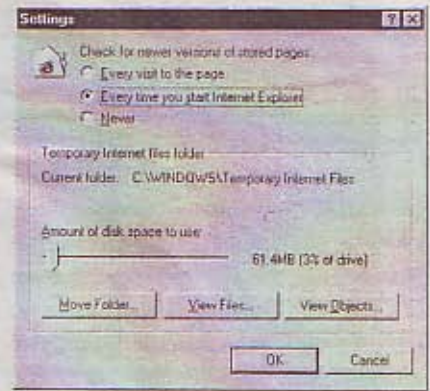 Settings
Check for newer versions of stored pages:
Every visit to the page
Every time you start Internet Explorer
Never
Temporary Internet files folder
Current folder: C:\WINDOWS\Temporary Internet Files
Amount of disk space to use:
61.4MB (3% of drive)
Move Folder... View Files... View Objects...
OK Cancel